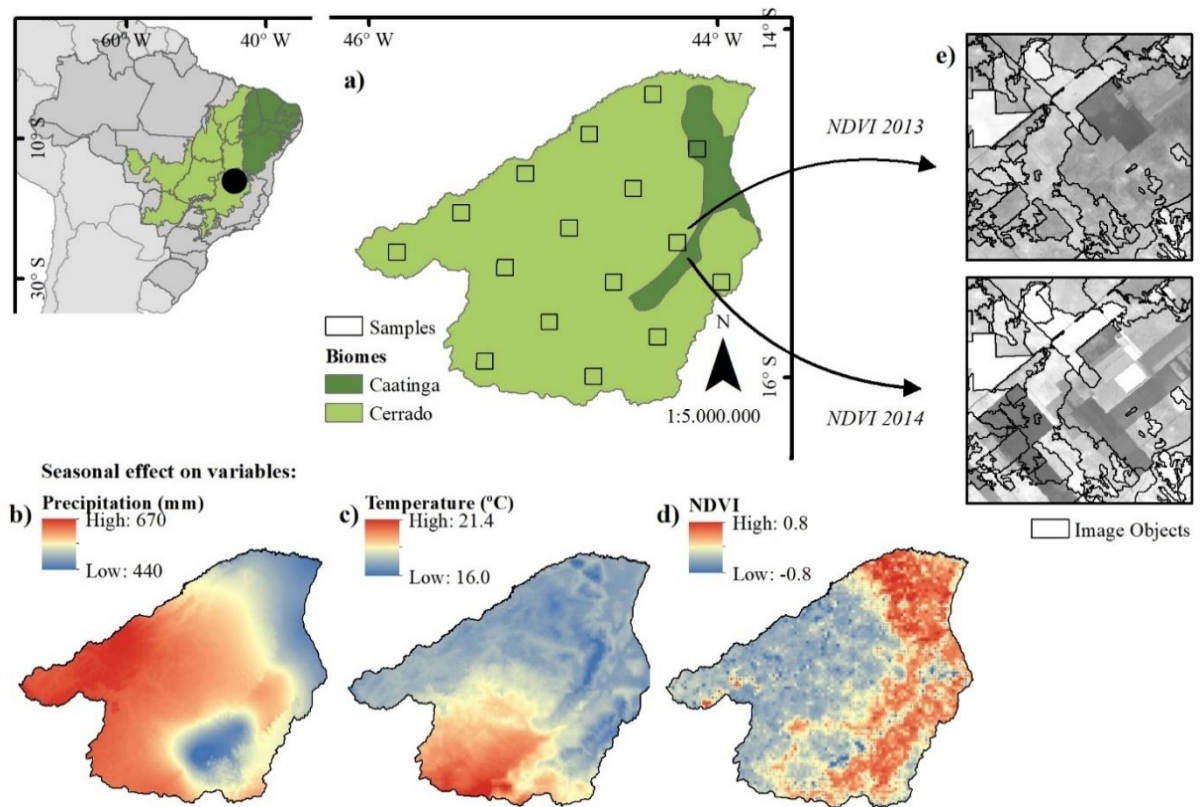 60° W
40° W
10° S
30° S
a)
46° W
44° W
14° S
16° S
Samples
Biomes
Caatinga
Cerrado
N
1:5.000.000
NDVI 2013
NDVI 2014
e)
Image Objects
Seasonal effect on variables:
b)
Precipitation (mm)
High: 670
Low: 440
c)
Temperature (ºC)
High: 21.4
Low: 16.0
d)
NDVI
High: 0.8
Low: -0.8